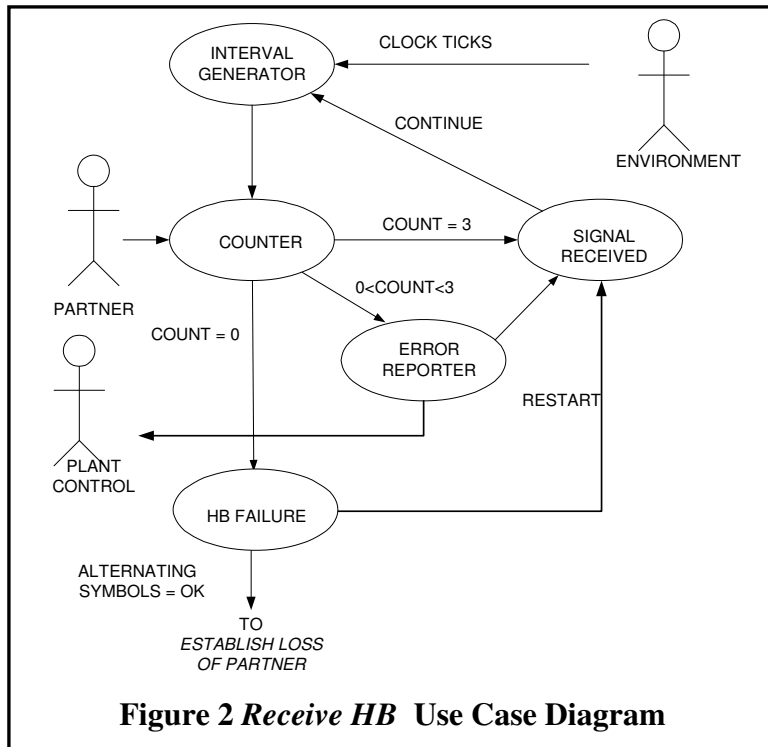 INTERVAL
GENERATOR
CLOCK TICKS
CONTINUE
ENVIRONMENT
COUNTER
COUNT = 3
SIGNAL
RECEIVED
PARTNER
0<COUNT<3
COUNT = 0
ERROR
REPORTER
RESTART
PLANT
CONTROL
HB FAILURE
ALTERNATING
SYMBOLS = OK
TO
ESTABLISH LOSS
OF PARTNER
Figure 2 Receive HB Use Case Diagram